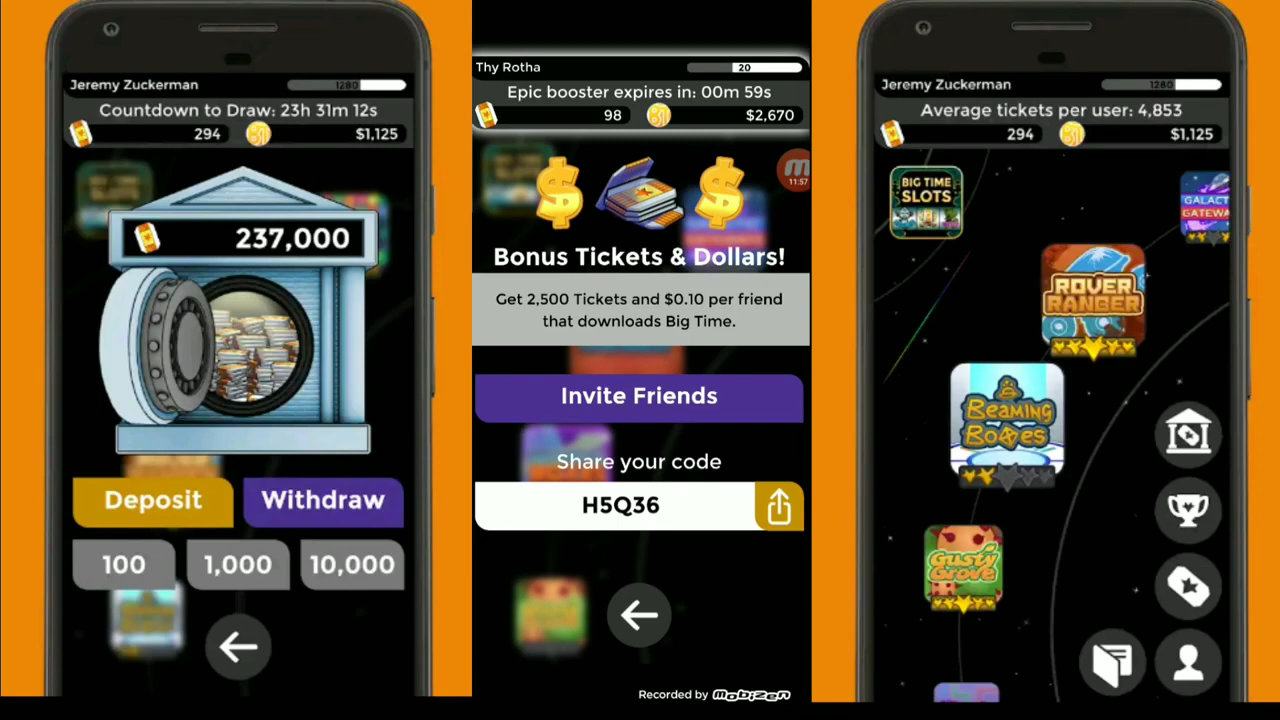 Jeremy Zuckerman
1280
Countdown to Draw: 23h 31m 12s
294
$1,125
237,000
Deposit
Withdraw
100
1,000
10,000
Thy Rotha
20
Epic booster expires in: 00m 59s
98
$2,670
11:57
Bonus Tickets & Dollars!
Get 2,500 Tickets and $0.10 per friend
that downloads Big Time.
Invite Friends
Share your code
H5Q36
Recorded by mobizen
Jeremy Zuckerman
1280
Average tickets per user: 4,853
294
$1,125
BIG TIME
SLOTS
ROVER
RANGER
BEAMING
BOXES
GUSTY
GROVE